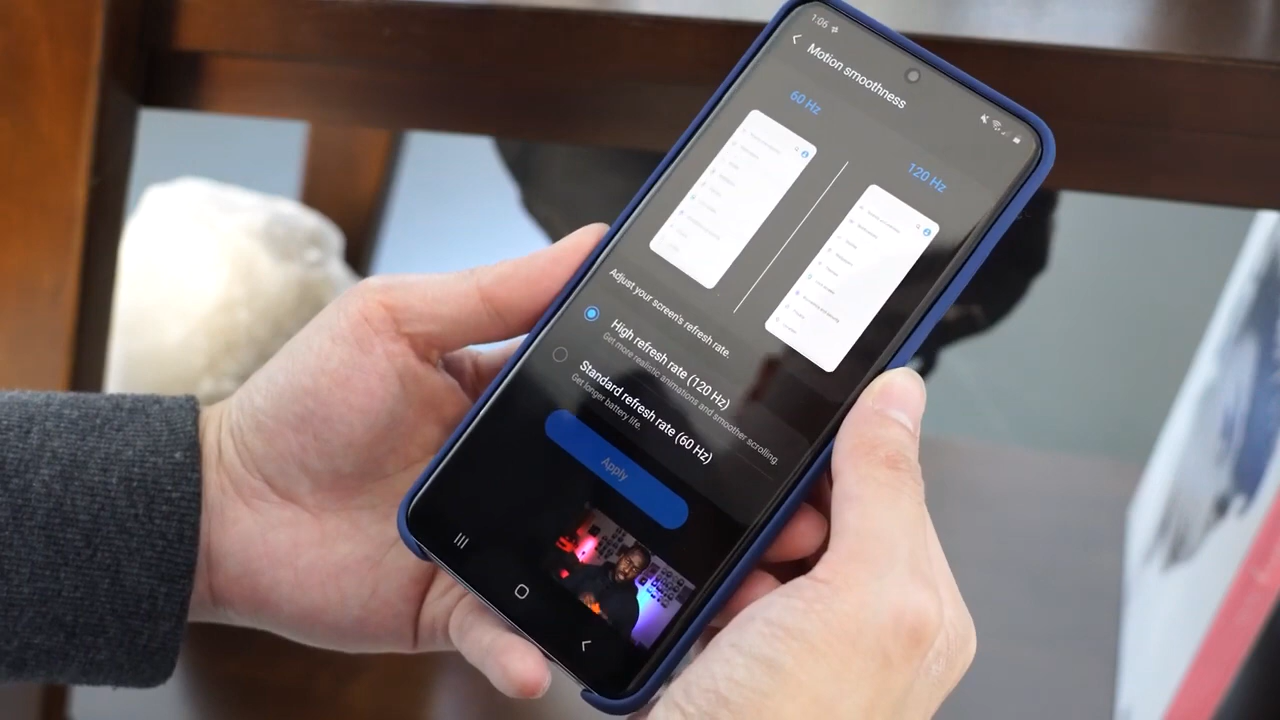 1:06
Motion smoothness
60 Hz
120 Hz
Adjust your screen's refresh rate.
High refresh rate (120 Hz)
Get more realistic animations and smoother scrolling.
Standard refresh rate (60 Hz)
Get longer battery life.
Apply